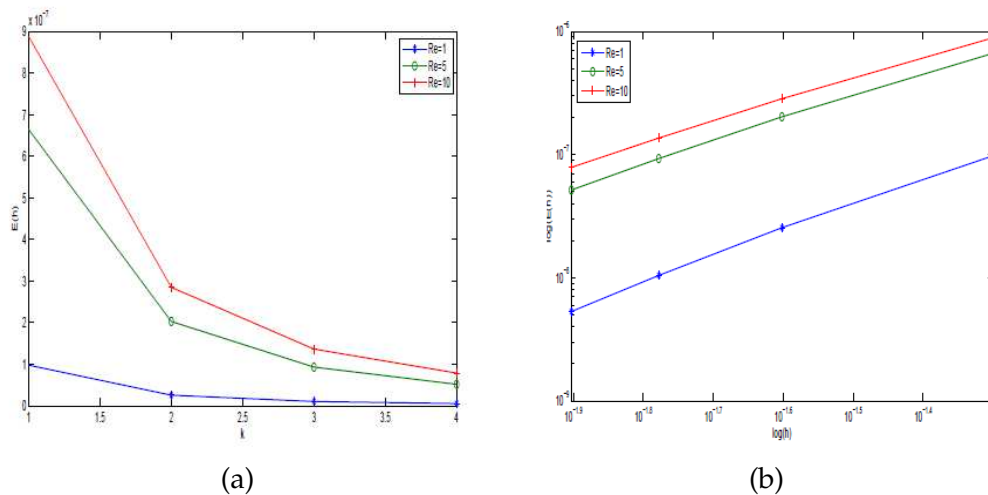 x 10⁻⁷
9
8
7
6
5
4
3
2
1
0
E(h)
1 1.5 2 2.5 3 3.5 4
k
Re=1
Re=5
Re=10
(a)
10⁻⁶
10⁻⁷
10⁻⁸
10⁻⁹
log(E(h))
10⁻¹·⁹ 10⁻¹·⁸ 10⁻¹·⁷ 10⁻¹·⁶ 10⁻¹·⁵ 10⁻¹·⁴
log(h)
Re=1
Re=5
Re=10
(b)